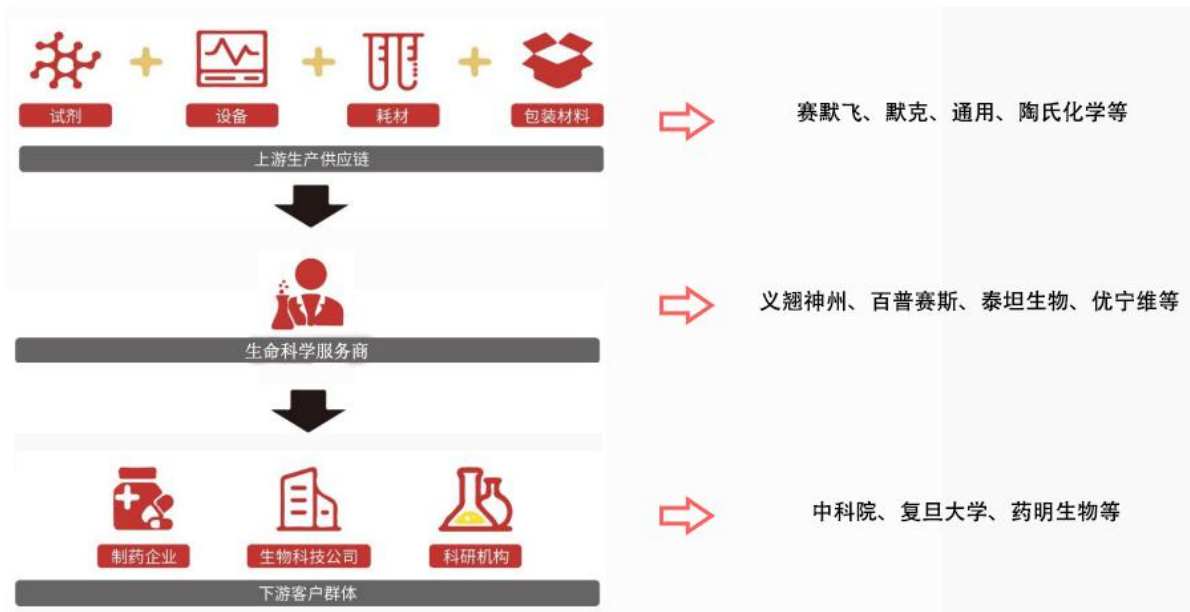 试剂
设备
耗材
包装材料
赛默飞、默克、通用、陶氏化学等
上游生产供应链
义翘神州、百普赛斯、泰坦生物、优宁维等
生命科学服务商
中科院、复旦大学、药明生物等
制药企业
生物科技公司
科研机构
下游客户群体